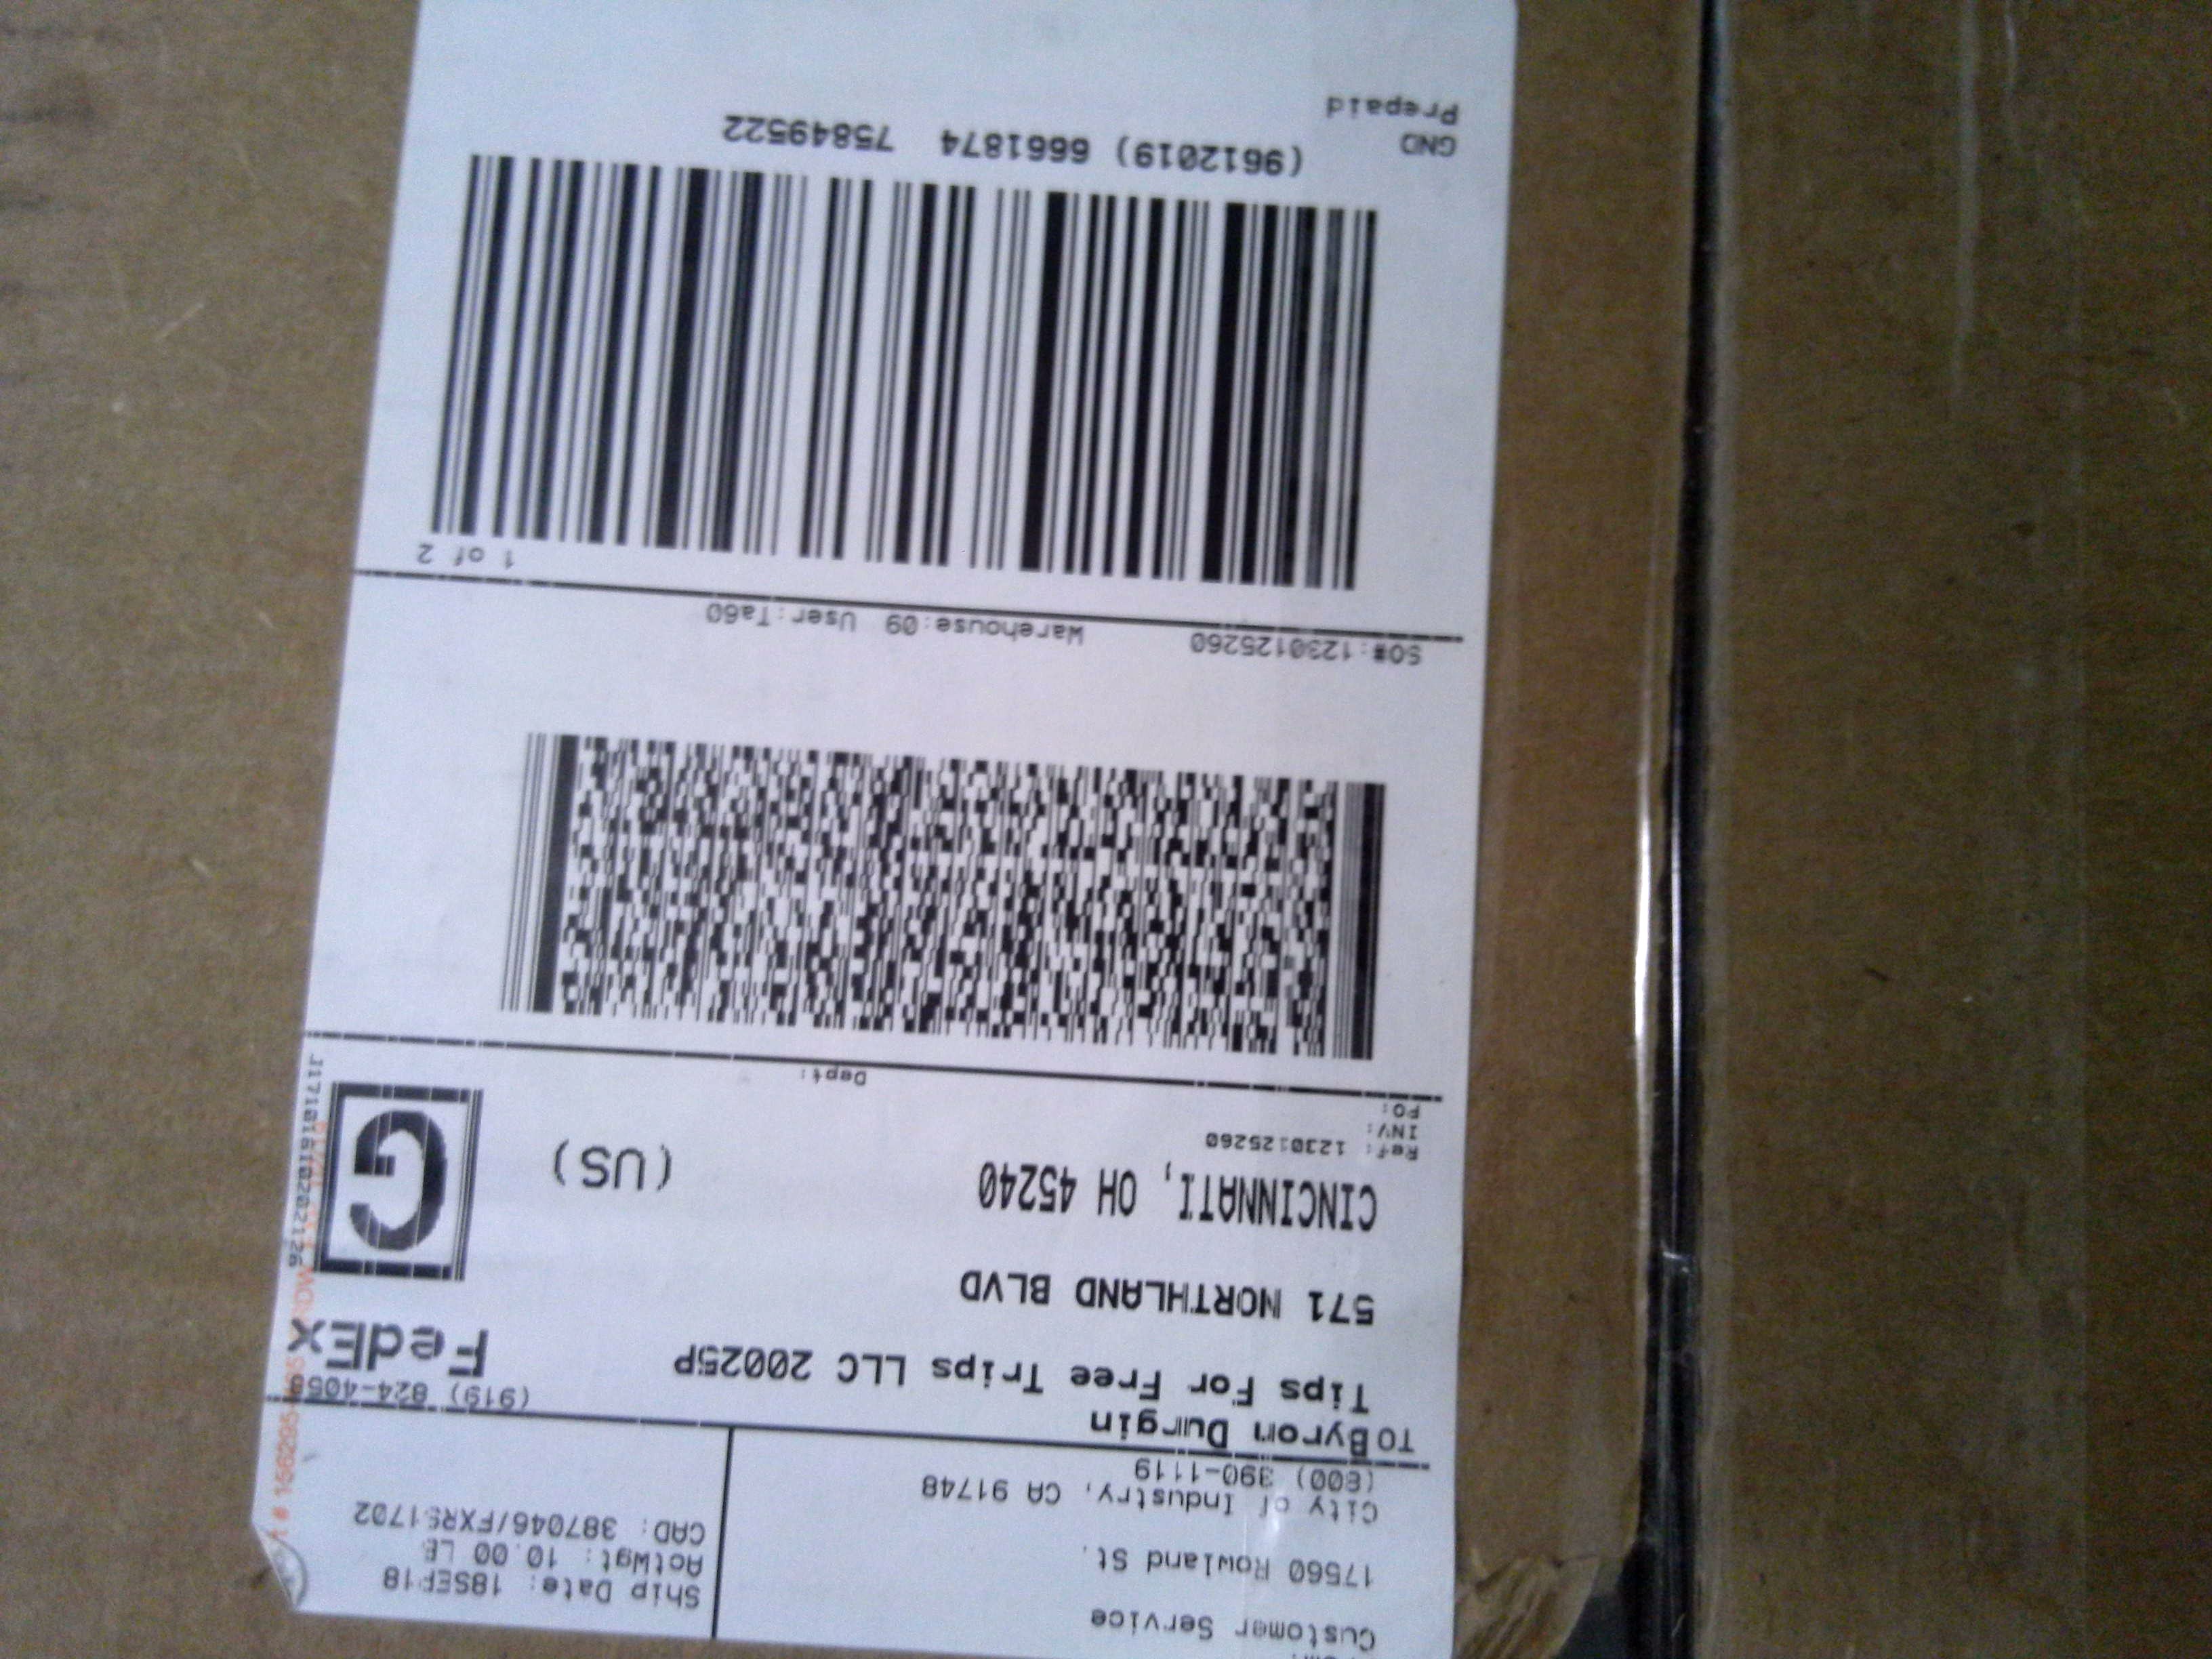 Customer Service
17560 Rowland St.
City of Industry, CA 91748
(800) 390-1119
Ship Date: 18SEP18
ActWgt: 10.00 LB
CAD: 387046/FXRS1702
TO Byron Durgin
Tips For Free Trips LLC 20025P
571 NORTHLAND BLVD
CINCINNATI, OH 45240
(US)
(919) 824-405
FedEx
G
Ref: 1230125260
INV:
PO:
Dept:
J171016102021126
SO#:1230125260 Warehouse:09 User:Ta60
1 of 2
(9612019) 6661874 75849522
GND
Prepaid